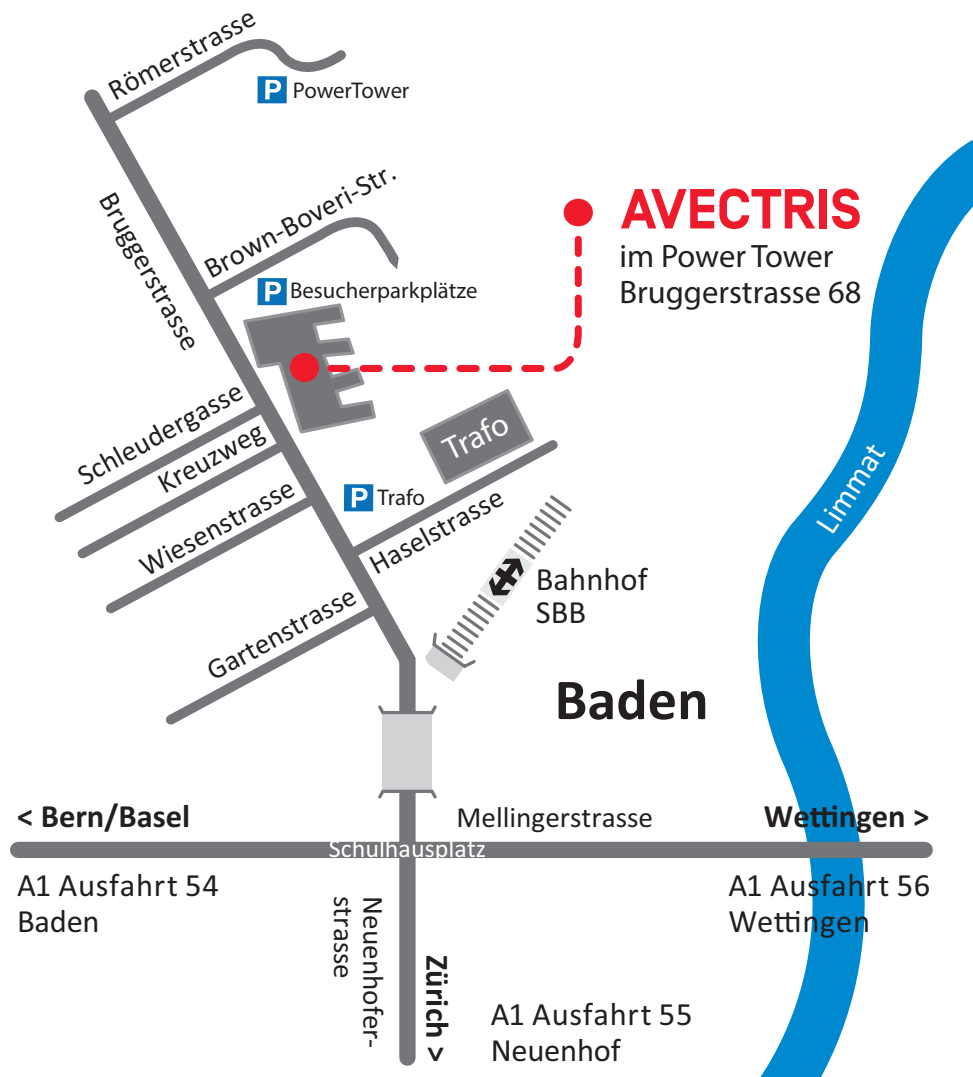 Römerstrasse
P PowerTower
Bruggerstrasse
Brown-Boveri-Str.
P Besucherparkplätze
AVECTRIS
im Power Tower
Bruggerstrasse 68
Schleudergasse
Kreuzweg
Wiesenstrasse
Gartenstrasse
Trafo
P Trafo
Haselstrasse
Bahnhof
SBB
Limmat
Baden
< Bern/Basel
Mellingerstrasse
Wettingen >
Schulhausplatz
A1 Ausfahrt 54
Baden
A1 Ausfahrt 56
Wettingen
Neuenhofer-
strasse
Zürich >
A1 Ausfahrt 55
Neuenhof